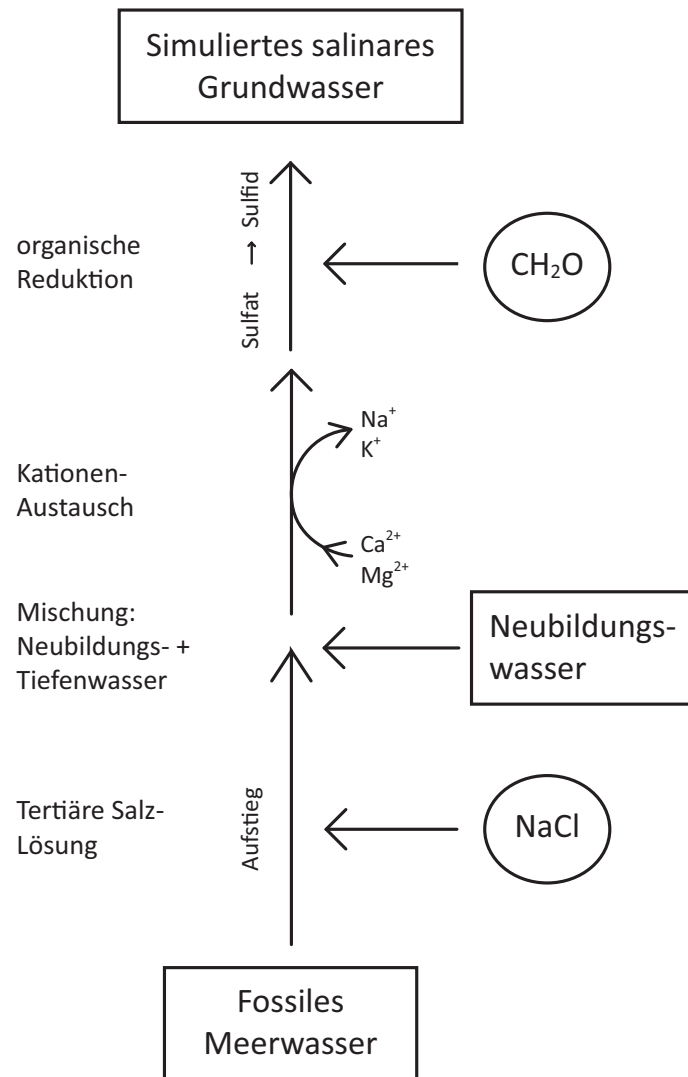 Simuliertes salinares
Grundwasser
organische
Reduktion
Sulfat → Sulfid
CH₂O
Kationen-
Austausch
Na⁺
K⁺
Ca²⁺
Mg²⁺
Mischung:
Neubildungs- +
Tiefenwasser
Neubildungs-
wasser
Tertiäre Salz-
Lösung
Aufstieg
NaCl
Fossiles
Meerwasser